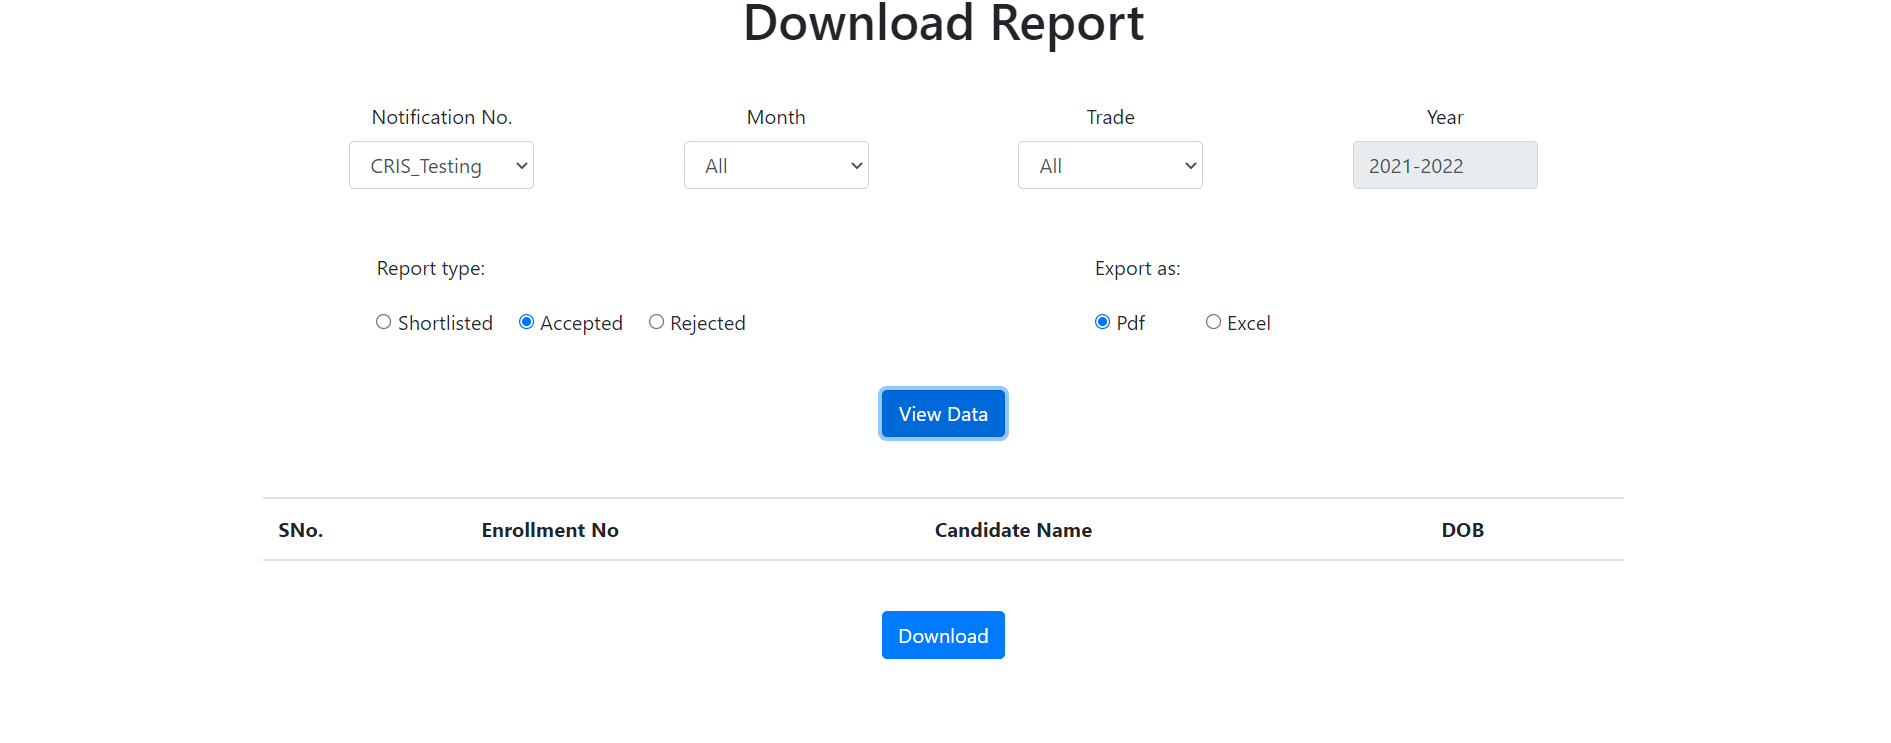 Download Report
Notification No. Month Trade Year
CRIS_Testing All All 2021-2022
Report type: Export as:
Shortlisted Accepted Rejected Pdf Excel
View Data
SNo. Enrollment No Candidate Name DOB
Download